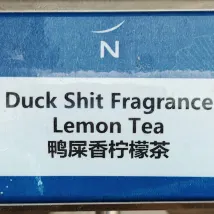 N
Duck Shit Fragrance
Lemon Tea
鸭屎香柠檬茶